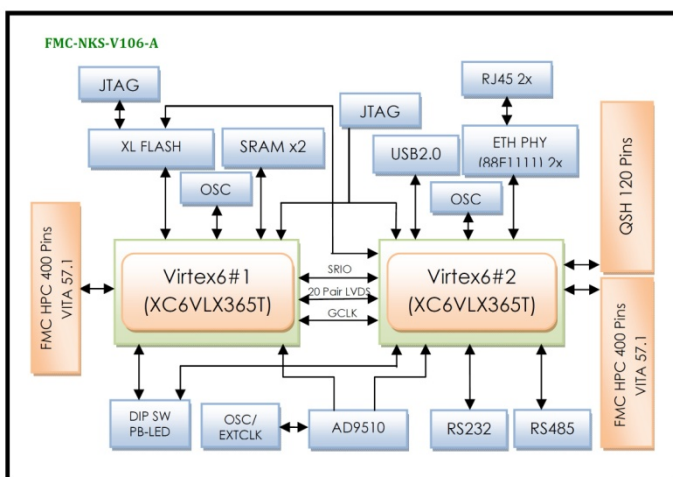 FMC-NKS-V106-A
JTAG
XL FLASH
OSC
SRAM x2
JTAG
USB2.0
RJ45 2x
ETH PHY
(88E1111) 2x
OSC
QSH 120 Pins
FMC HPC 400 Pins
VITA 57.1
Virtex6#1
(XC6VLX365T)
SRIO
20 Pair LVDS
GCLK
Virtex6#2
(XC6VLX365T)
FMC HPC 400 Pins
VITA 57.1
DIP SW
PB-LED
OSC/
EXTCLK
AD9510
RS232
RS485